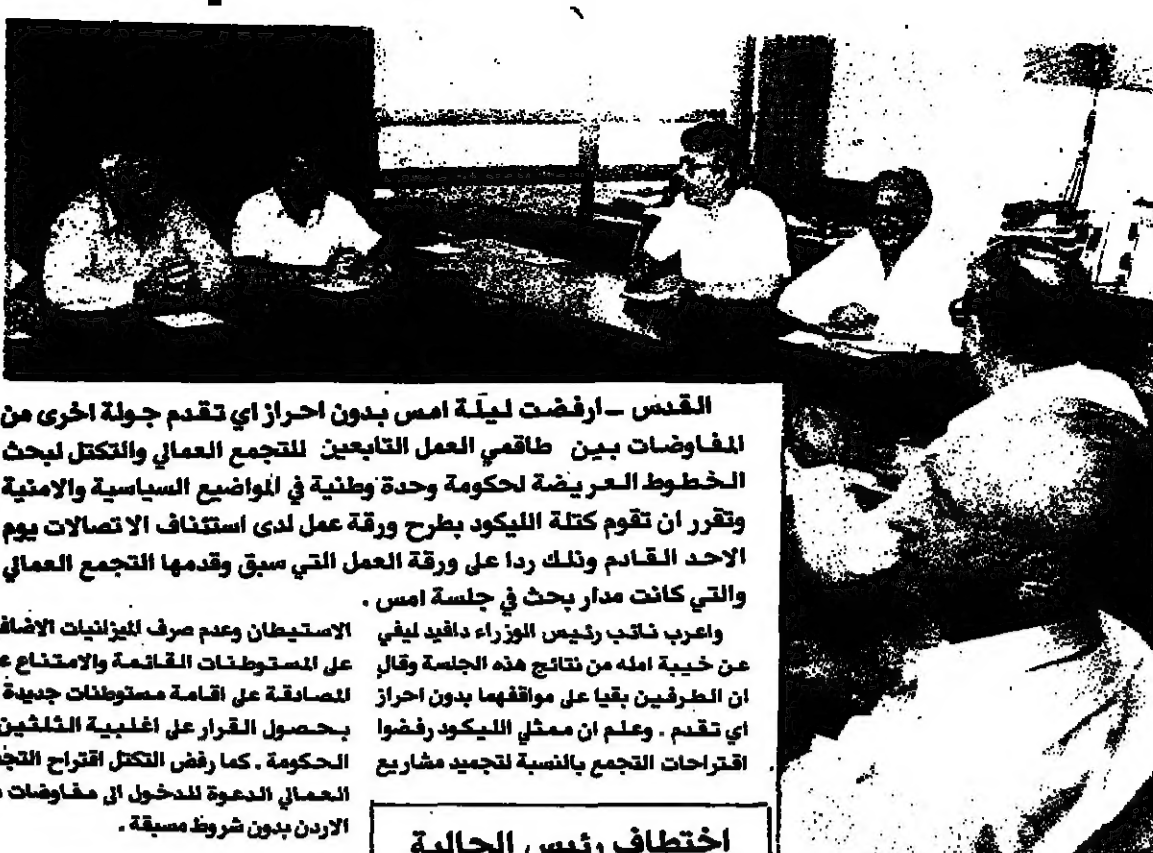 القدس – ارفضت ليلة امس بدون احراز اي تقدم جولة اخرى من
المفاوضات بين طاقمي العمل التابعين للتجمع العمالي والتكتل لبحث
الخطوط العريضة لحكومة وحدة وطنية في المواضيع السياسية والامنية
وتقرر ان تقوم كتلة الليكود بطرح ورقة عمل لدى استئناف الاتصالات يوم
الاحد القادم وذلك ردا على ورقة العمل التي سبق وقدمها التجمع العمالي
والتي كانت مدار بحث في جلسة امس .
واعرب نائب رئيس الوزراء دافيد ليفي
عن خيبة امله من نتائج هذه الجلسة وقال
ان الطرفين بقيا على مواقفهما بدون احراز
اي تقدم . وعلم ان ممثلي الليكود رفضوا
اقتراحات التجمع بالنسبة لتجميد مشاريع
الاستيطان وعدم صرف الميزانيات
على المستوطنات القائمة والامتناع
المصادقة على اقامة مستوطنات جديدة
بحصول القرار على اغلبية الثلثين
الحكومة . كما رفض التكتل اقتراح
العمالي الدعوة للدخول الى مفاوضات
الاردن بدون شروط مسبقة .
اختطاف رئيس الجالية